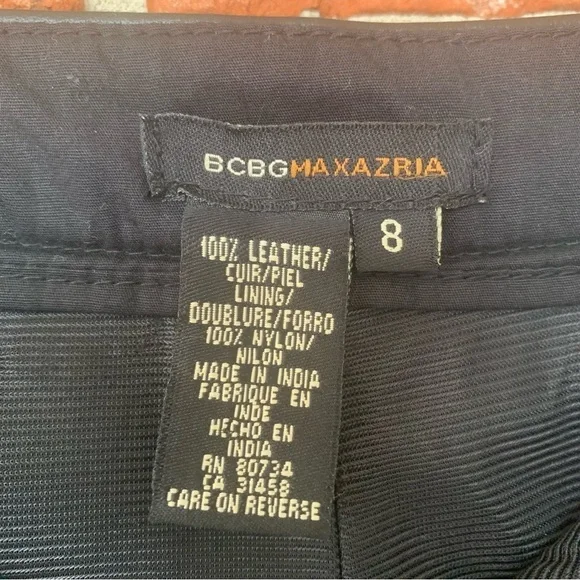 BCBGMAXAZRIA
8
100% LEATHER/
CUIR/PIEL
LINING/
DOUBLURE/FORRO
100% NYLON/
NILON
MADE IN INDIA
FABRIQUE EN
INDE
HECHO EN
INDIA
RN 80734
CA 31458
CARE ON REVERSE